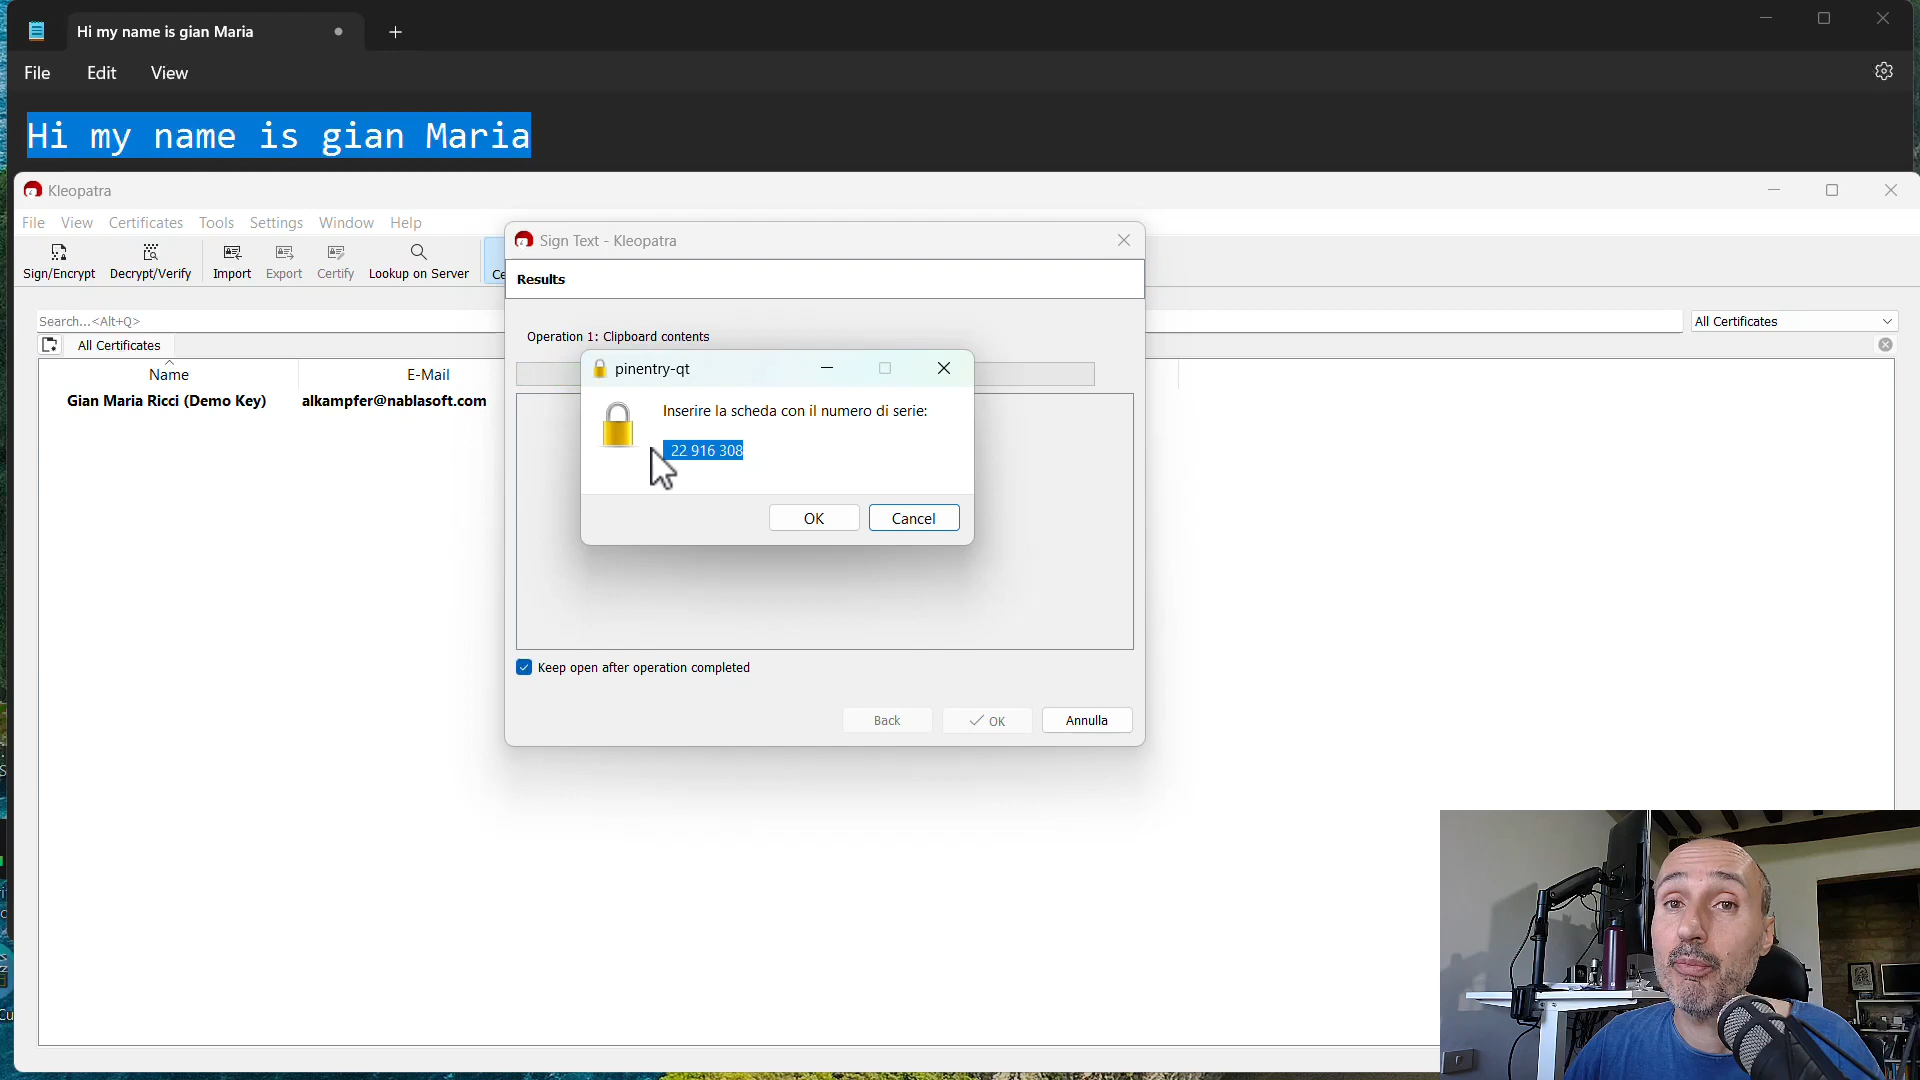 Hi my name is gian Maria
File Edit View
Hi my name is gian Maria
Kleopatra
File View Certificates Tools Settings Window Help
Sign/Encrypt Decrypt/Verify Import Export Certify Lookup on Server
Sign Text - Kleopatra
Results
Search...<Alt+Q>
All Certificates
All Certificates
Name E-Mail
Gian Maria Ricci (Demo Key) alkampfer@nablasoft.com
Operation 1: Clipboard contents
pinentry-qt
Inserire la scheda con il numero di serie:
22 916 308
OK Cancel
Keep open after operation completed
Back OK Annulla